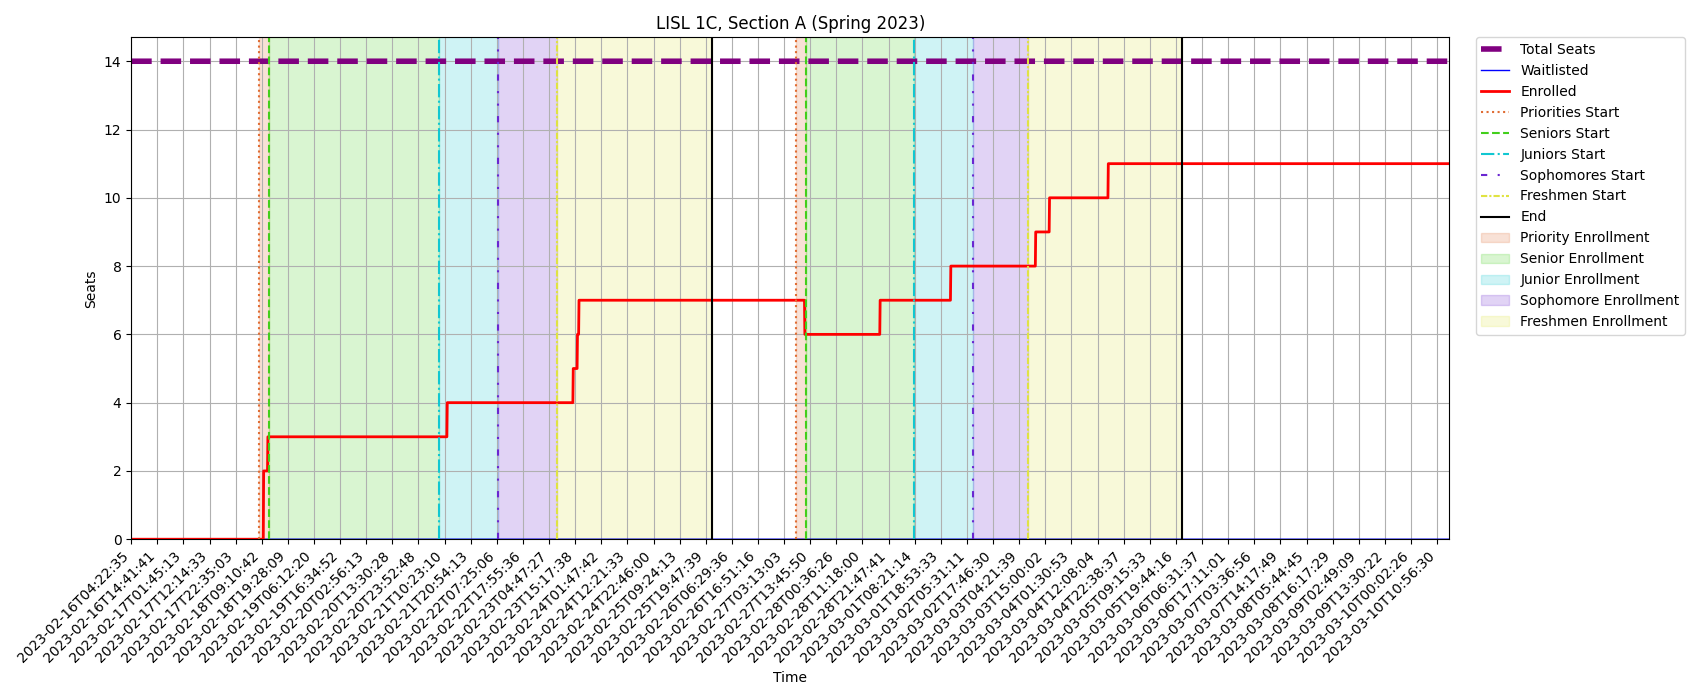 LISL 1C, Section A (Spring 2023)
Seats
14
12
10
8
6
4
2
0
2023-02-16T04:22:35
2023-02-16T14:41:41
2023-02-17T01:45:13
2023-02-17T12:14:33
2023-02-17T22:35:03
2023-02-18T09:10:42
2023-02-18T19:28:09
2023-02-19T06:12:20
2023-02-19T16:34:52
2023-02-20T02:56:13
2023-02-20T13:30:28
2023-02-20T23:52:48
2023-02-21T10:23:10
2023-02-21T20:54:13
2023-02-22T07:25:06
2023-02-22T17:55:36
2023-02-23T04:47:27
2023-02-23T15:17:38
2023-02-24T01:47:42
2023-02-24T12:21:33
2023-02-24T22:46:00
2023-02-25T09:24:13
2023-02-25T19:47:39
2023-02-26T06:29:36
2023-02-26T16:51:16
2023-02-27T03:13:03
2023-02-27T13:45:50
2023-02-28T00:36:26
2023-02-28T11:18:00
2023-02-28T21:47:41
2023-03-01T08:21:14
2023-03-01T18:53:33
2023-03-02T05:31:11
2023-03-02T17:46:30
2023-03-03T04:21:39
2023-03-03T15:00:02
2023-03-04T01:30:53
2023-03-04T12:08:04
2023-03-04T22:38:37
2023-03-05T09:15:33
2023-03-05T19:44:16
2023-03-06T06:31:37
2023-03-06T17:11:01
2023-03-07T03:36:56
2023-03-07T14:17:49
2023-03-08T05:44:45
2023-03-08T16:17:29
2023-03-09T02:49:09
2023-03-09T13:30:22
2023-03-10T00:02:26
2023-03-10T10:56:30
Time
Total Seats
Waitlisted
Enrolled
Priorities Start
Seniors Start
Juniors Start
Sophomores Start
Freshmen Start
End
Priority Enrollment
Senior Enrollment
Junior Enrollment
Sophomore Enrollment
Freshmen Enrollment